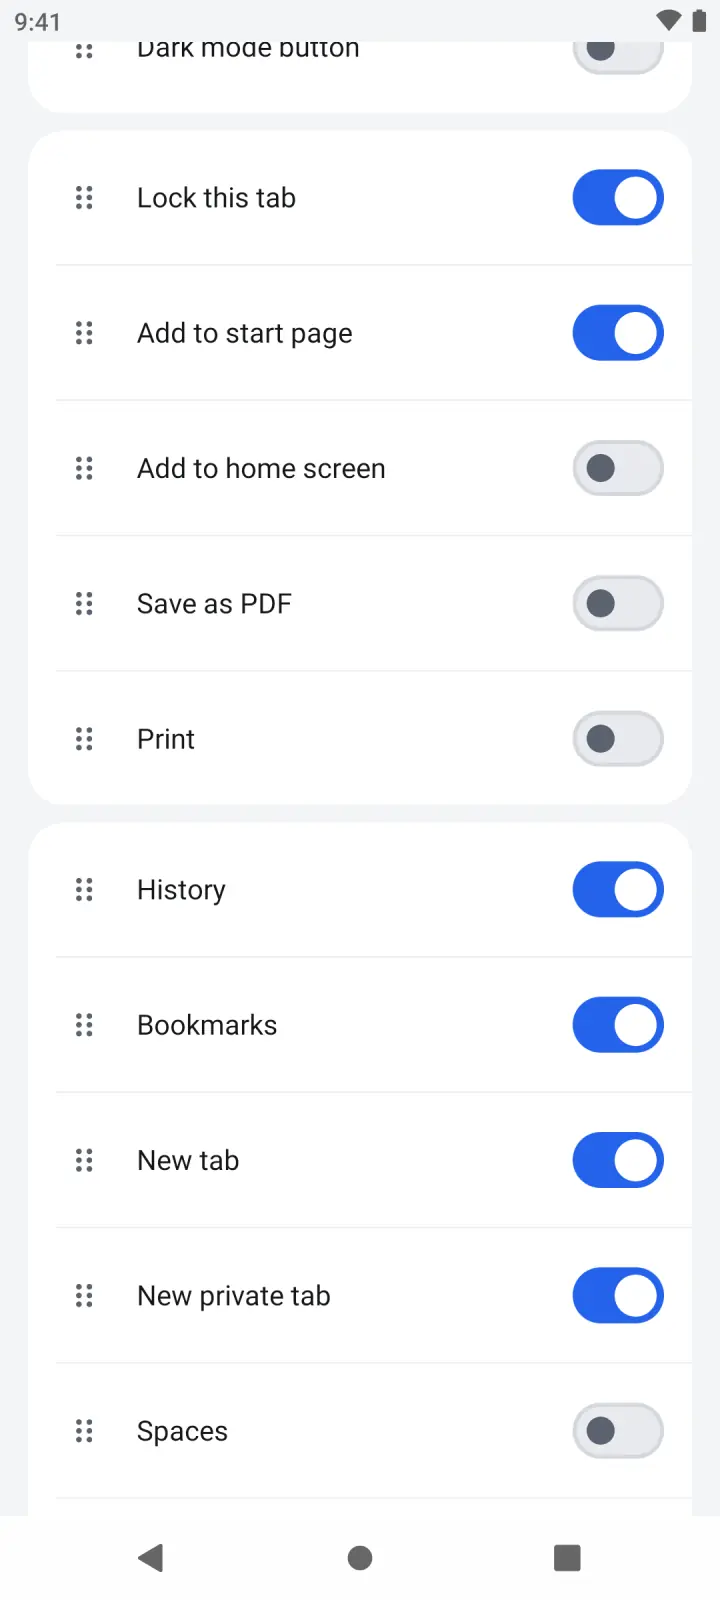 9:41
Dark mode button
Lock this tab
Add to start page
Add to home screen
Save as PDF
Print
History
Bookmarks
New tab
New private tab
Spaces